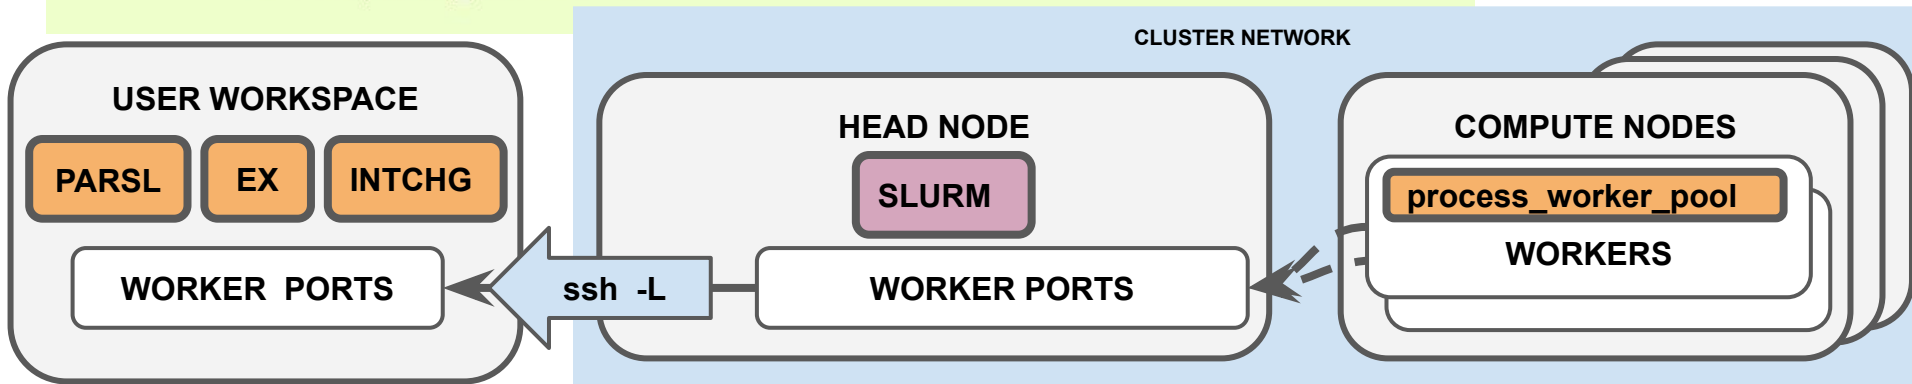 CLUSTER NETWORK
USER WORKSPACE
PARSL
EX
INTCHG
WORKER PORTS
ssh -L
HEAD NODE
SLURM
WORKER PORTS
COMPUTE NODES
process_worker_pool
WORKERS